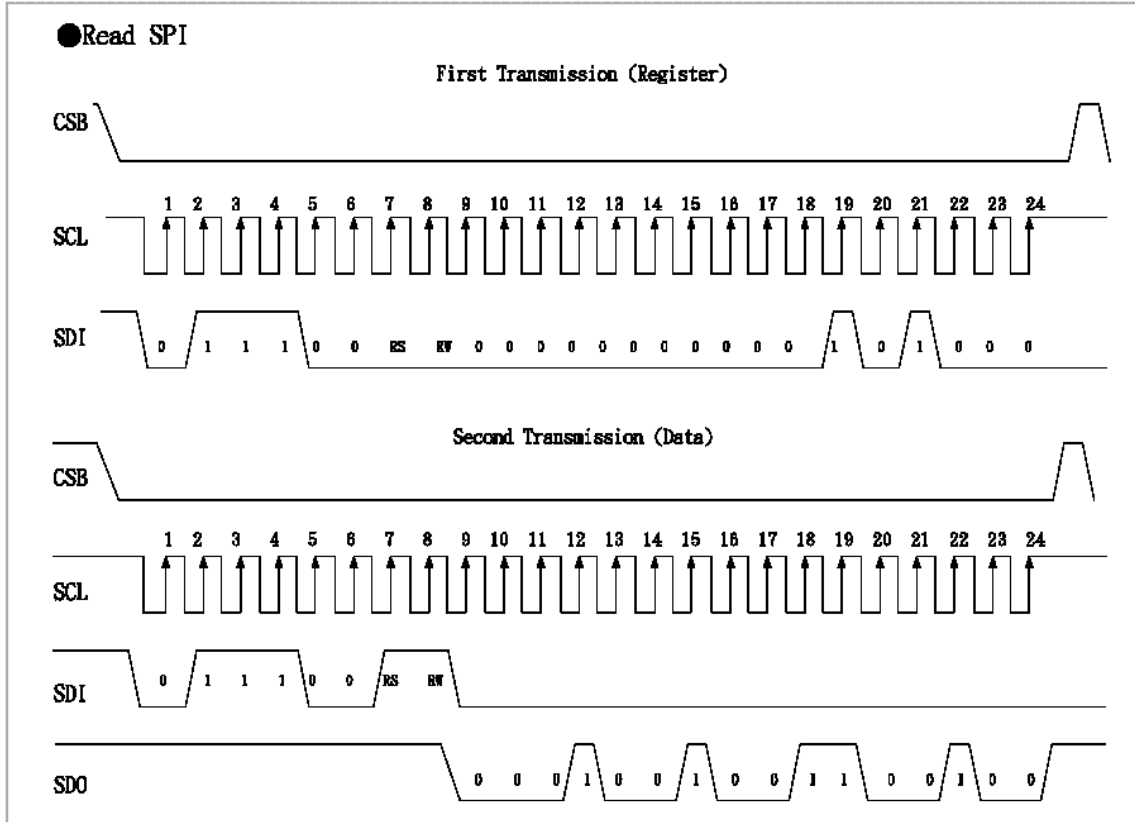 ●Read SPI
First Transmission (Register)
CSB
1 2 3 4 5 6 7 8 9 10 11 12 13 14 15 16 17 18 19 20 21 22 23 24
SCL
SDI
0 1 1 1 0 0 RS RW 0 0 0 0 0 0 0 0 0 0 1 0 1 0 0 0
Second Transmission (Data)
CSB
1 2 3 4 5 6 7 8 9 10 11 12 13 14 15 16 17 18 19 20 21 22 23 24
SCL
SDI
0 1 1 1 0 0 RS RW
SDO
0 0 0 1 0 0 1 0 0 1 1 0 0 1 0 0